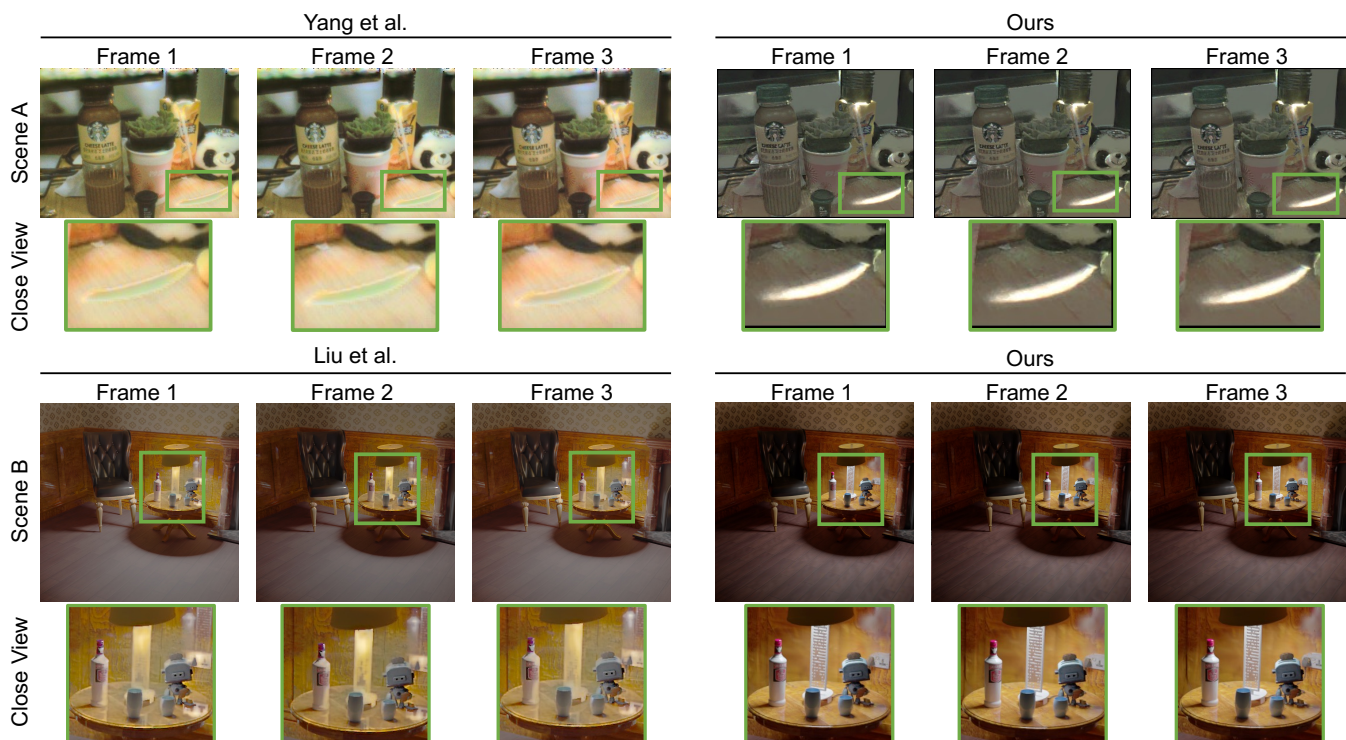 Yang et al.
Ours
Frame 1
Frame 2
Frame 3
Frame 1
Frame 2
Frame 3
Scene A
Close View
Liu et al.
Ours
Frame 1
Frame 2
Frame 3
Frame 1
Frame 2
Frame 3
Scene B
Close View